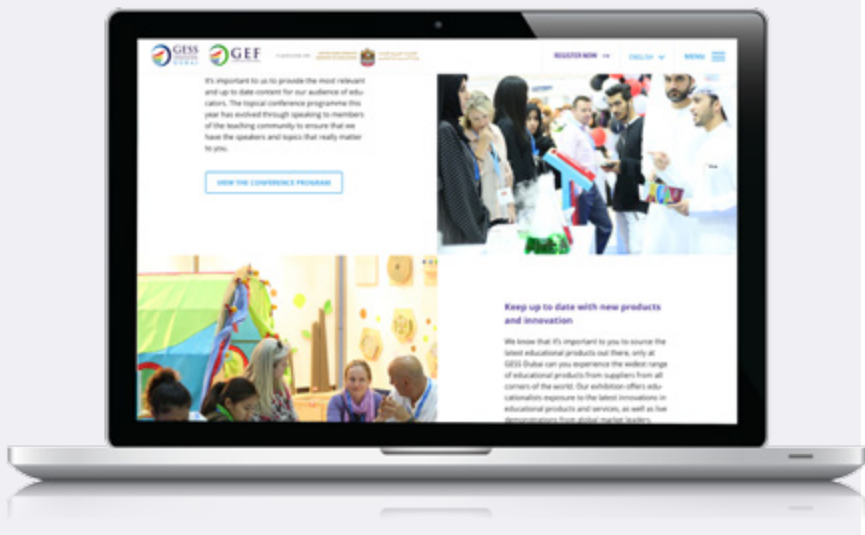 GESS
DUBAI
GEF
REGISTER NOW
ENGLISH
MENU
It's important to us to provide the most relevant
and up to date content for our audience of edu-
cators. The topical conference programme this
year has evolved through speaking to members
of the teaching community to ensure that we
have the speakers and topics that really matter
to you.
VIEW THE CONFERENCE PROGRAM
Keep up to date with new products
and innovation
We know that it's important to you to source the
latest educational products out there, only at
GESS Dubai can you experience the widest range
of educational products from suppliers from all
corners of the world. Our exhibition offers edu-
cationalists exposure to the latest innovations in
educational products and services, as well as live
demonstrations from global market leaders.